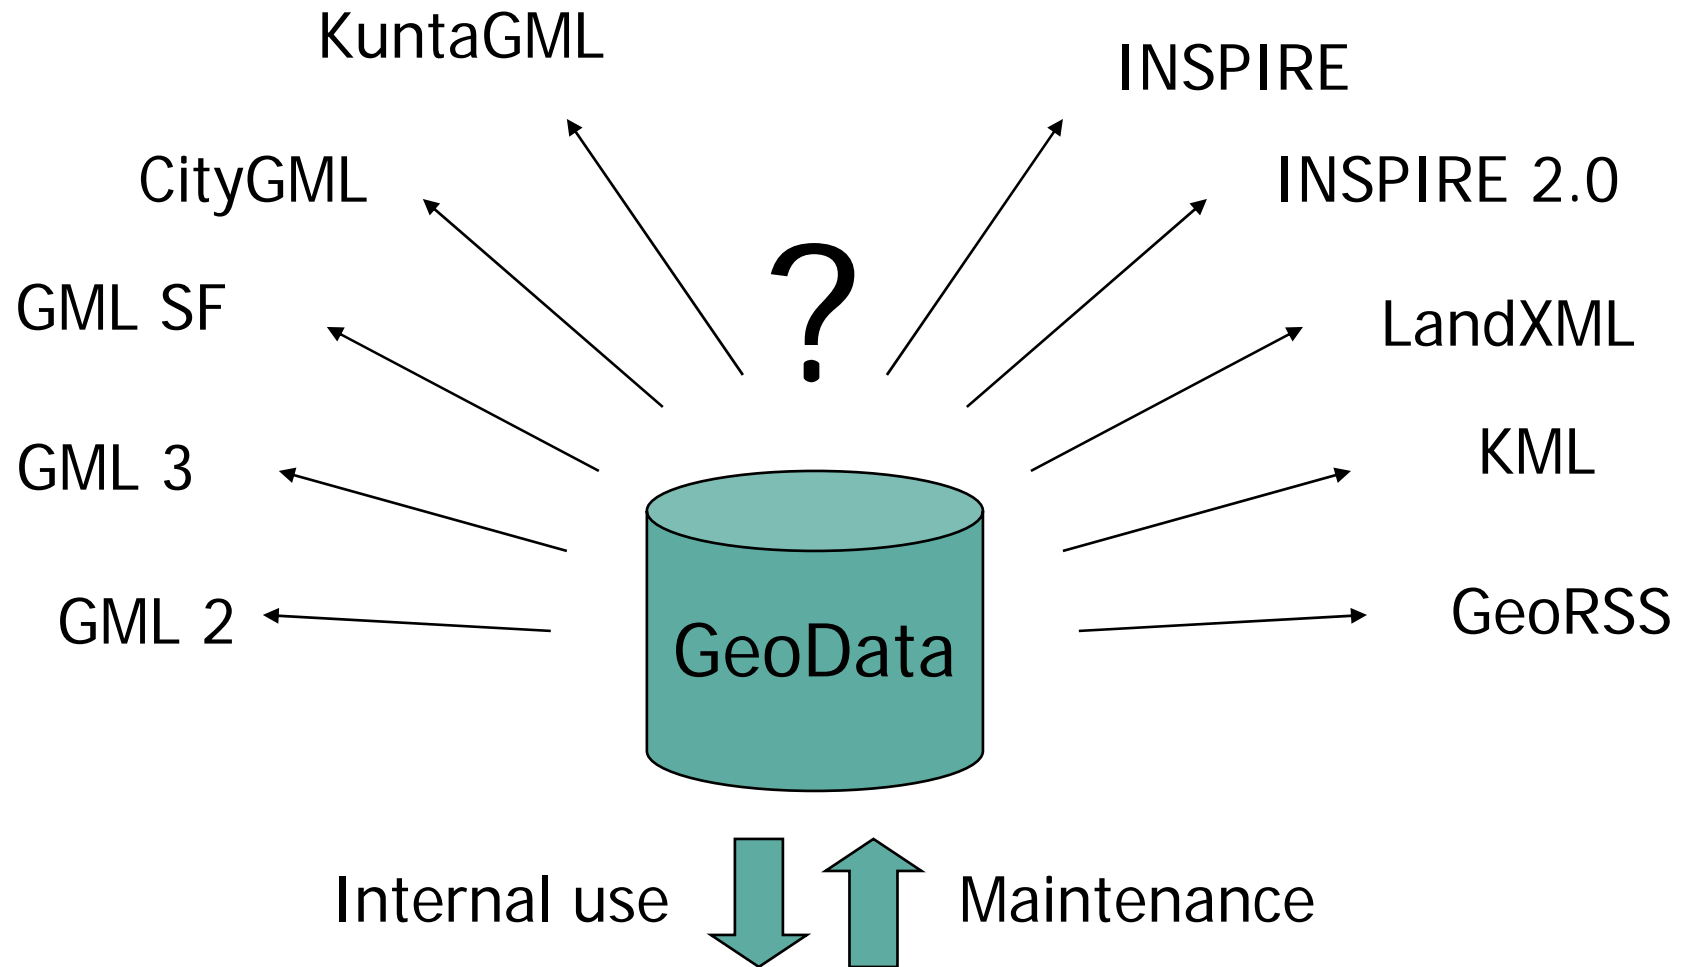 KuntaGML
INSPIRE
CityGML
INSPIRE 2.0
?
GML SF
LandXML
GML 3
KML
GML 2
GeoRSS
GeoData
Internal use
Maintenance